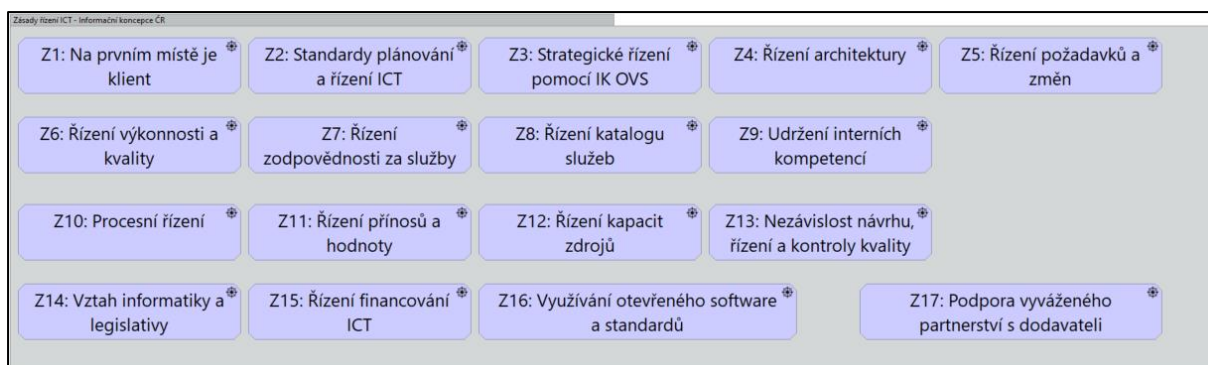 Zásady řízení ICT - Informační koncepce ČR
Z1: Na prvním místě je
klient
Z2: Standardy plánování
a řízení ICT
Z3: Strategické řízení
pomocí IK OVS
Z4: Řízení architektury
Z5: Řízení požadavků a
změn
Z6: Řízení výkonnosti a
kvality
Z7: Řízení
zodpovědnosti za služby
Z8: Řízení katalogu
služeb
Z9: Udržení interních
kompetencí
Z10: Procesní řízení
Z11: Řízení přínosů a
hodnoty
Z12: Řízení kapacit
zdrojů
Z13: Nezávislost návrhu,
řízení a kontroly kvality
Z14: Vztah informatiky a
legislativy
Z15: Řízení financování
ICT
Z16: Využívání otevřeného software
a standardů
Z17: Podpora vyváženého
partnerství s dodavateli